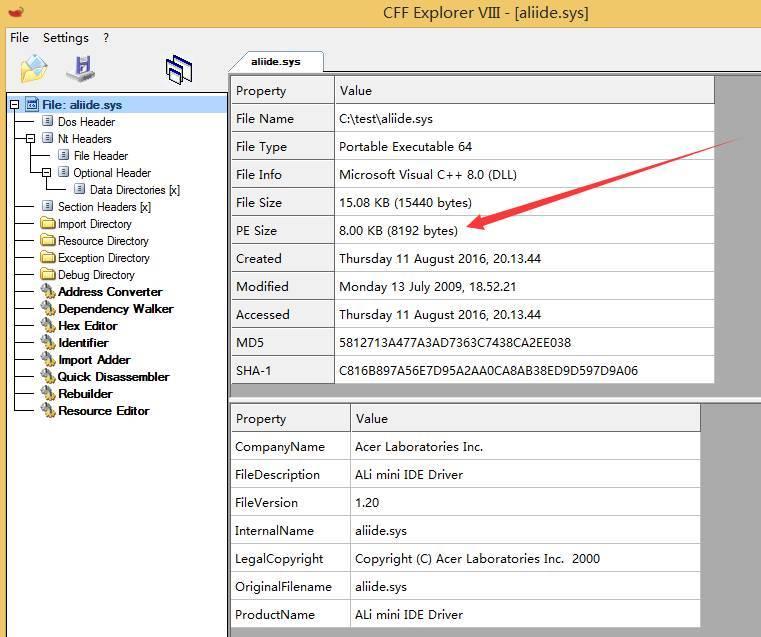 CFF Explorer VIII - [aliide.sys]
File Settings ?
aliide.sys
File: aliide.sys
Dos Header
Nt Headers
File Header
Optional Header
Data Directories [x]
Section Headers [x]
Import Directory
Resource Directory
Exception Directory
Debug Directory
Address Converter
Dependency Walker
Hex Editor
Identifier
Import Adder
Quick Disassembler
Rebuilder
Resource Editor
Property Value
File Name C:\test\aliide.sys
File Type Portable Executable 64
File Info Microsoft Visual C++ 8.0 (DLL)
File Size 15.08 KB (15440 bytes)
PE Size 8.00 KB (8192 bytes)
Created Thursday 11 August 2016, 20.13.44
Modified Monday 13 July 2009, 18.52.21
Accessed Thursday 11 August 2016, 20.13.44
MD5 5812713A477A3AD7363C7438CA2EE038
SHA-1 C816B897A56E7D95A2AA0CA8AB38ED9D597D9A06
Property Value
CompanyName Acer Laboratories Inc.
FileDescription ALi mini IDE Driver
FileVersion 1.20
InternalName aliide.sys
LegalCopyright Copyright (C) Acer Laboratories Inc. 2000
OriginalFilename aliide.sys
ProductName ALi mini IDE Driver